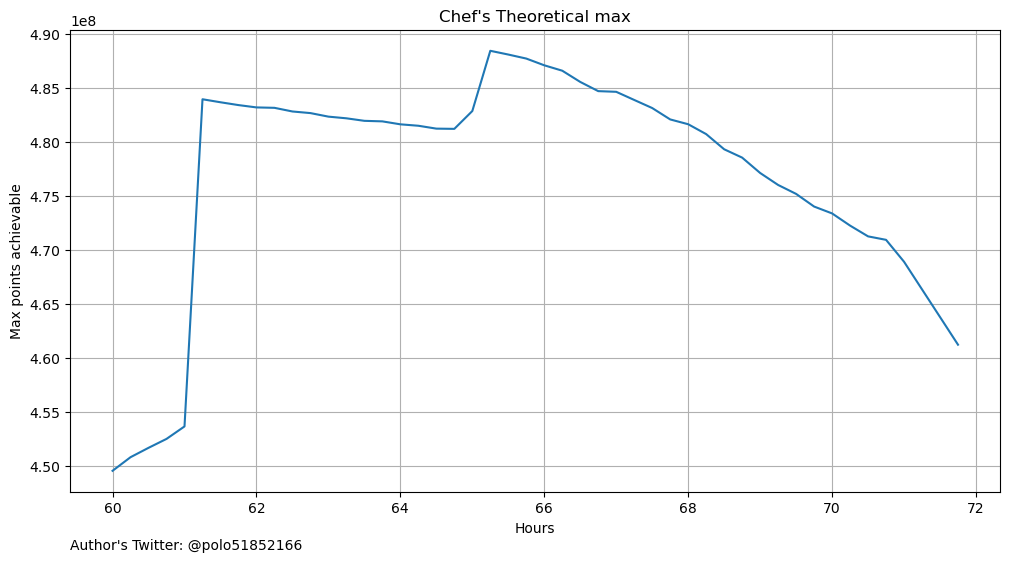 Chef's Theoretical max
1e8
4.90
4.85
4.80
4.75
4.70
4.65
4.60
4.55
4.50
Max points achievable
60 62 64 66 68 70 72
Hours
Author's Twitter: @polo51852166